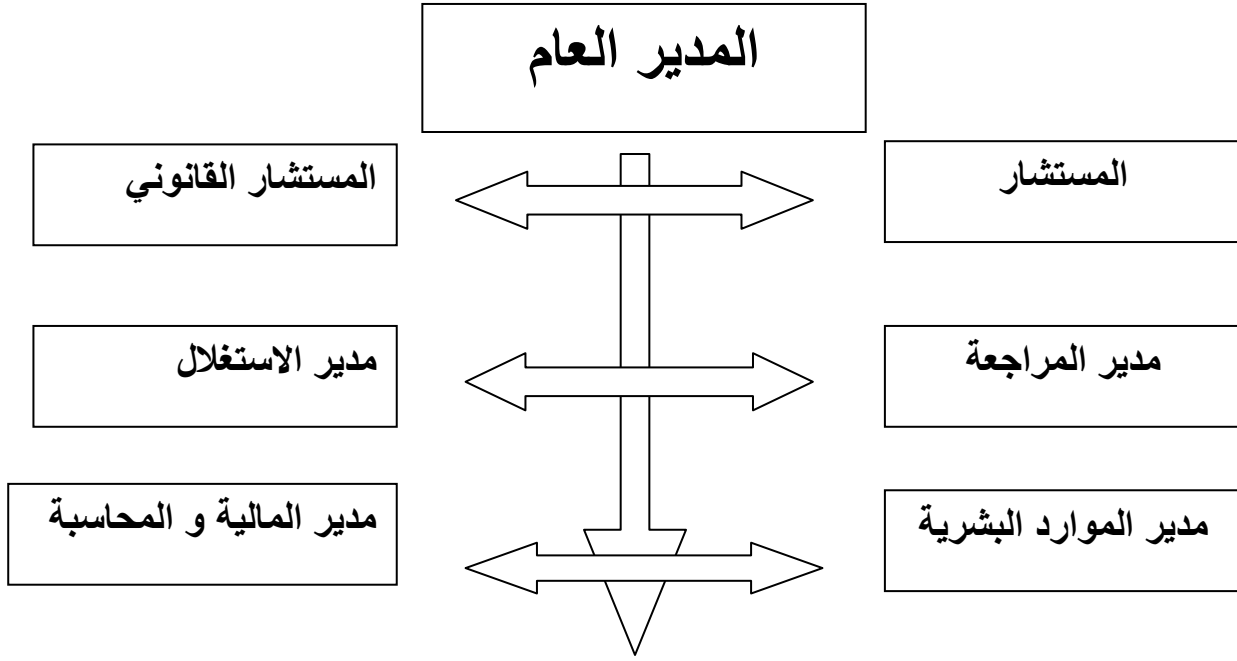 المدير العام
المستشار
المستشار القانوني
مدير المراجعة
مدير الاستغلال
مدير الموارد البشرية
مدير المالية و المحاسبة